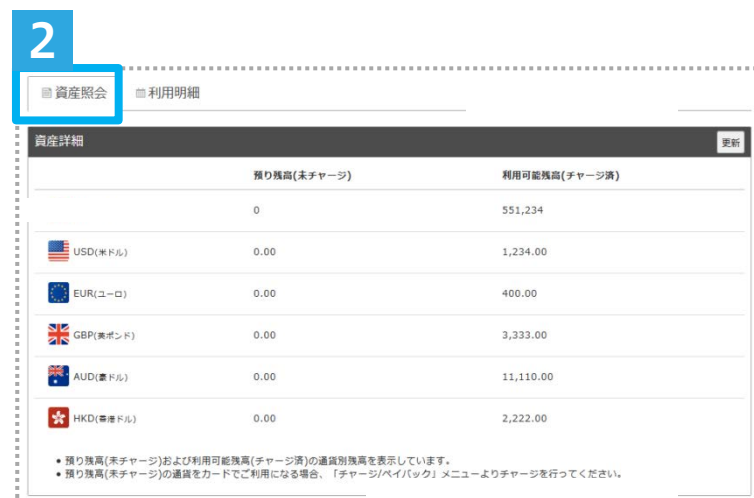 2
資産照会 利用明細
資産詳細 更新
預り残高(未チャージ) 利用可能残高(チャージ済)
0 551,234
USD(米ドル) 0.00 1,234.00
EUR(ユーロ) 0.00 400.00
GBP(英ポンド) 0.00 3,333.00
AUD(豪ドル) 0.00 11,110.00
HKD(香港ドル) 0.00 2,222.00
• 預り残高(未チャージ)および利用可能残高(チャージ済)の通貨別残高を表示しています。
• 預り残高(未チャージ)の通貨をカードでご利用になる場合、「チャージ/ペイバック」メニューよりチャージを行ってください。